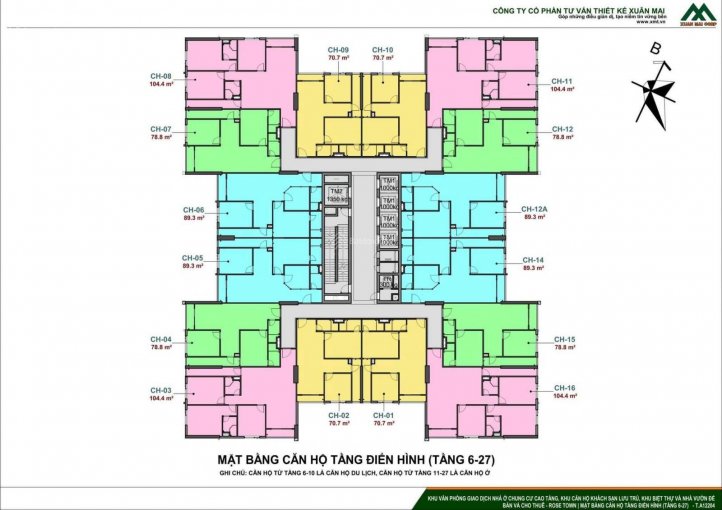 CÔNG TY CỔ PHẦN TƯ VẤN THIẾT KẾ XUÂN MAI
Góp những điều giản dị, tạo niềm tin vững bền
www.xmt.vn
XUAN MAI CORP
B
CH-09
70.7 m²
CH-10
70.7 m²
CH-08
104.4 m²
CH-11
104.4 m²
CH-07
78.8 m²
CH-12
78.8 m²
TM2
1350 kg
TM1
1000kg
TM1
1000kg
TM1
1000kg
TM1
1000kg
CH-06
89.3 m²
CH-12A
89.3 m²
CH-05
89.3 m²
CH-14
89.3 m²
300 kg
CH-04
78.8 m²
CH-15
78.8 m²
CH-03
104.4 m²
CH-16
104.4 m²
CH-02
70.7 m²
CH-01
70.7 m²
MẶT BẰNG CĂN HỘ TẦNG ĐIỂN HÌNH (TẦNG 6-27)
GHI CHÚ: CĂN HỘ TỪ TẦNG 6-10 LÀ CĂN HỘ DU LỊCH, CĂN HỘ TỪ TẦNG 11-27 LÀ CĂN HỘ Ở
KHU VĂN PHÒNG GIAO DỊCH NHÀ Ở CHUNG CƯ CAO TẦNG, KHU CĂN HỘ KHÁCH SẠN LƯU TRÚ, KHU BIỆT THỰ VÀ NHÀ VƯỜN ĐỂ
BÁN VÀ CHO THUÊ - ROSE TOWN | MẶT BẰNG CĂN HỘ TẦNG ĐIỂN HÌNH (TẦNG 6-27) - T.A12284